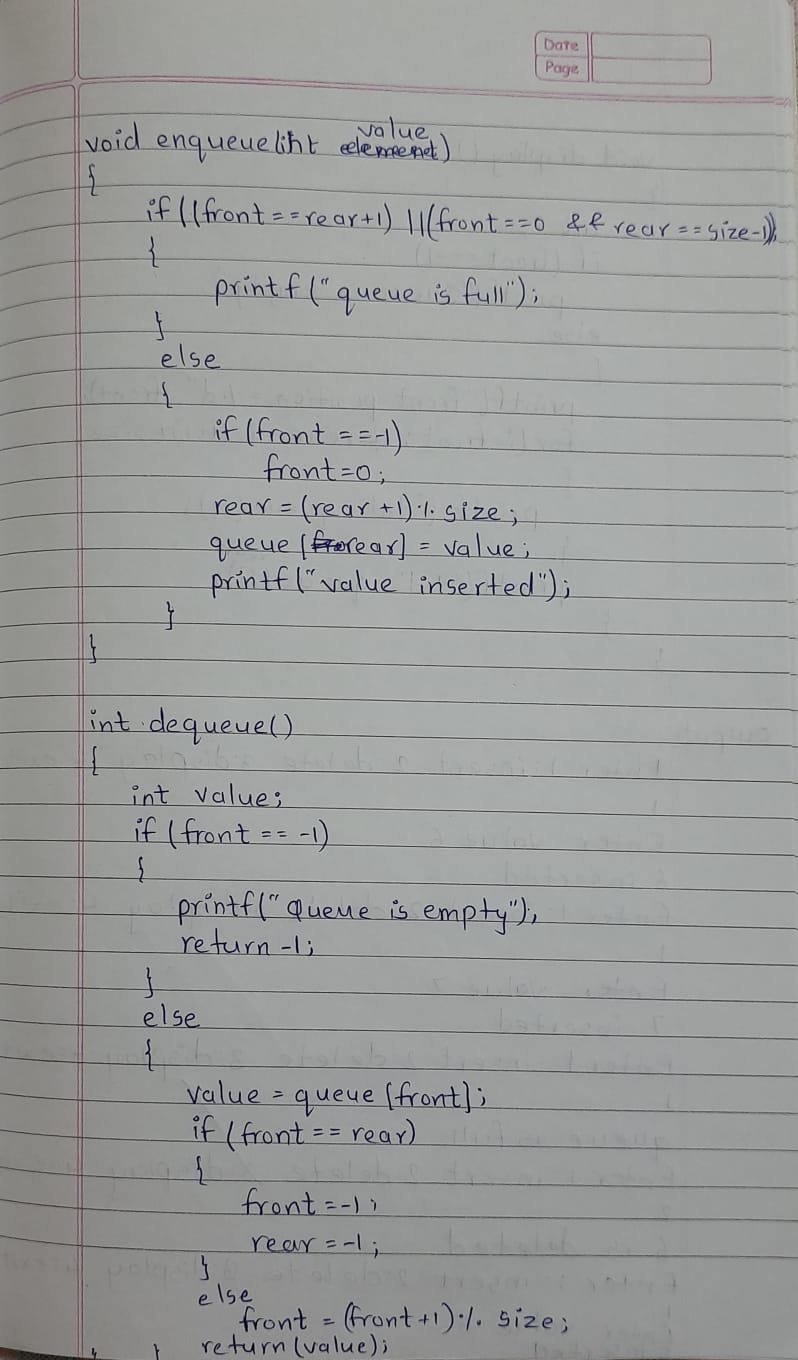 Date
Page
void enqueue(int value)
{
if((front==rear+1) ||(front==0 && rear==size-1))
{
printf("queue is full");
}
else
{
if(front ==-1)
front=0;
rear=(rear+1)%size;
queue[rear] = value;
printf("value inserted");
}
}
int dequeue()
{
int value;
if(front == -1)
{
printf("Queue is empty");
return -1;
}
else
{
value = queue[front];
if(front == rear)
{
front=-1;
rear=-1;
}
else
front = (front+1)% size;
return(value);
} }